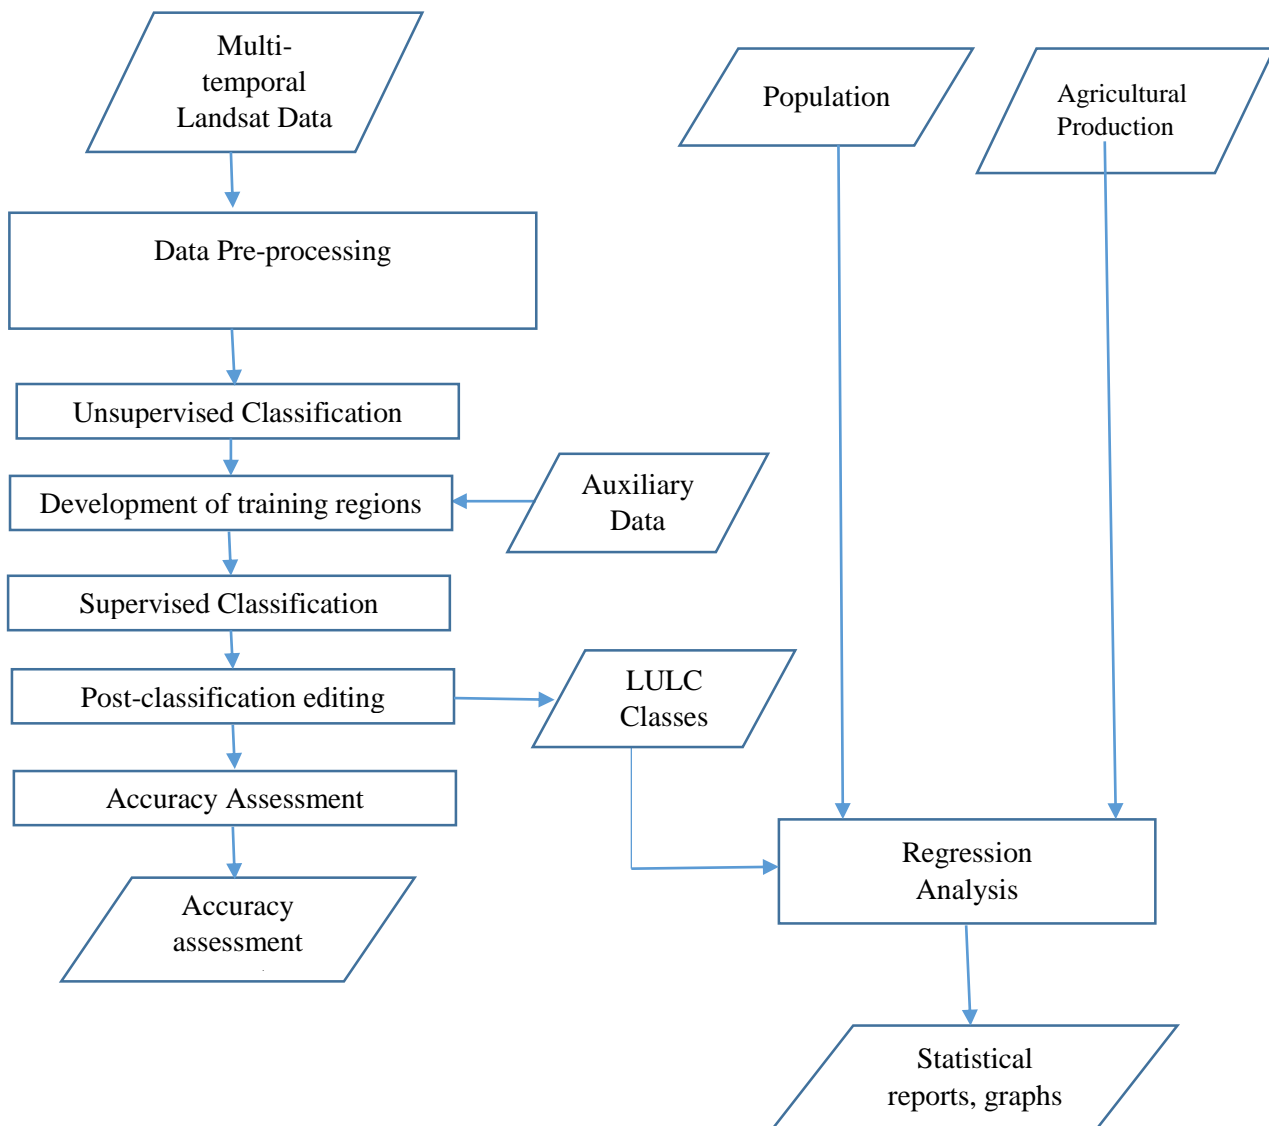 Multi-
temporal
Landsat Data
Population
Agricultural
Production
Data Pre-processing
Unsupervised Classification
Development of training regions
Auxiliary
Data
Supervised Classification
Post-classification editing
LULC
Classes
Accuracy Assessment
Regression
Analysis
Accuracy
assessment
Statistical
reports, graphs